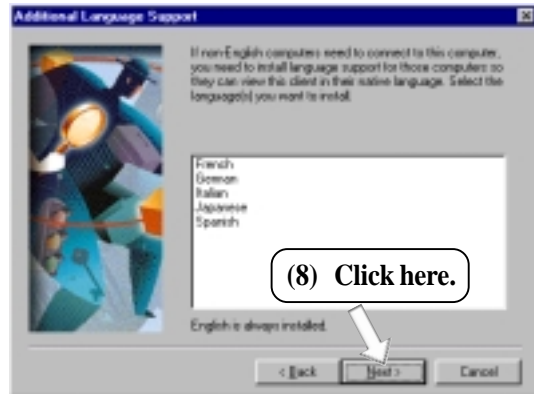 Additional Language Support
If non-English computers need to connect to this computer,
you need to install language support for those computers so
they can view this client in their native language. Select the
language(s) you want to install.
French
German
Italian
Japanese
Spanish
(8) Click here.
English is always installed.
< Back
Next >
Cancel